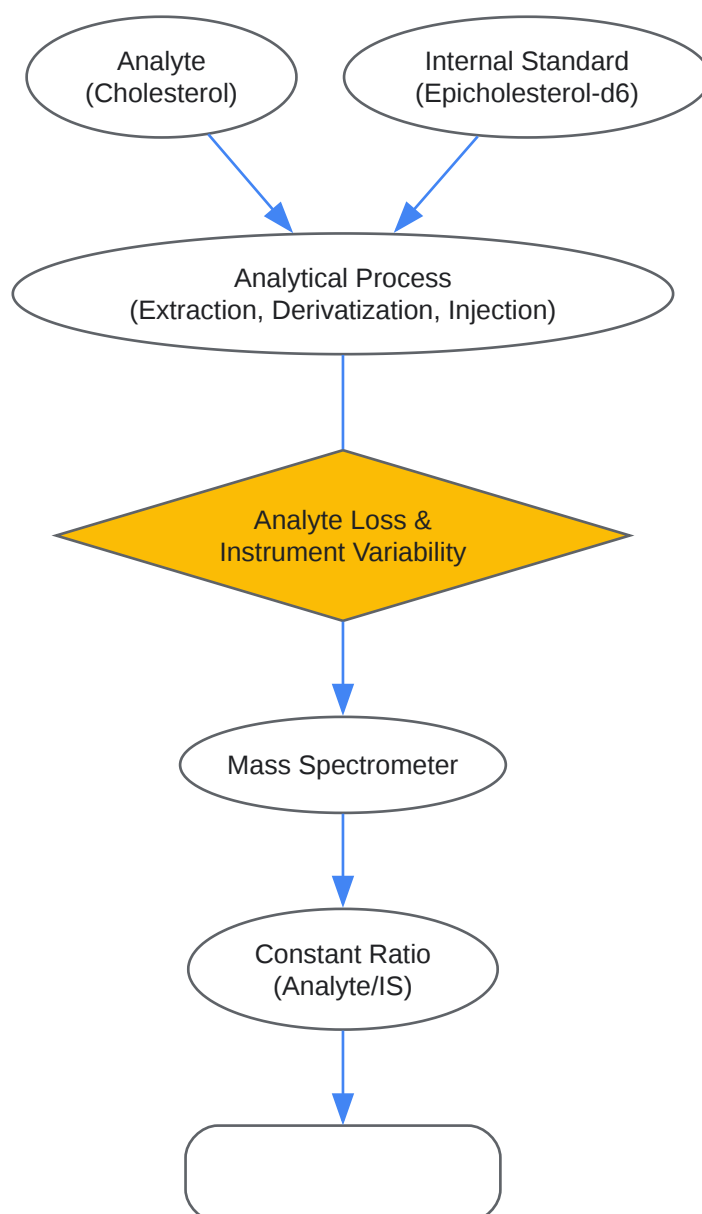 Analyte
(Cholesterol)
Internal Standard
(Epicholesterol-d6)
Analytical Process
(Extraction, Derivatization, Injection)
Analyte Loss &
Instrument Variability
Mass Spectrometer
Constant Ratio
(Analyte/IS)